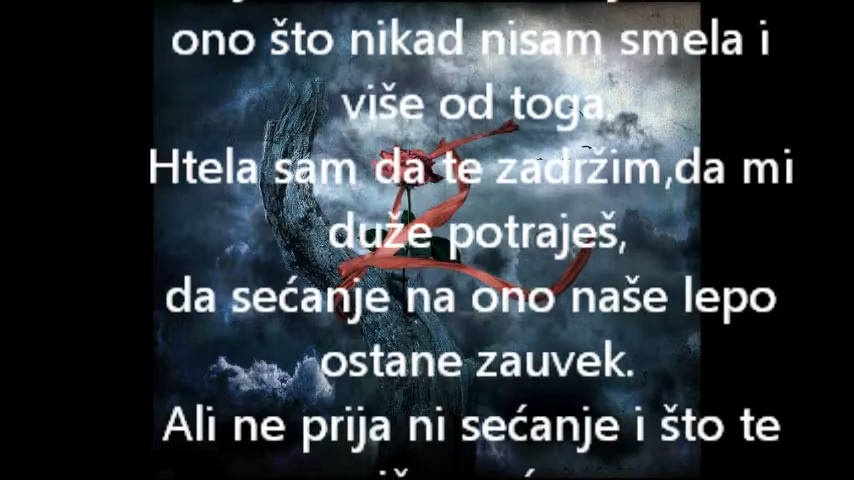 ono što nikad nisam smela i
više od toga.
Htela sam da te zadržim,da mi
duže potraješ,
da sećanje na ono naše lepo
ostane zauvek.
Ali ne prija ni sećanje i što te